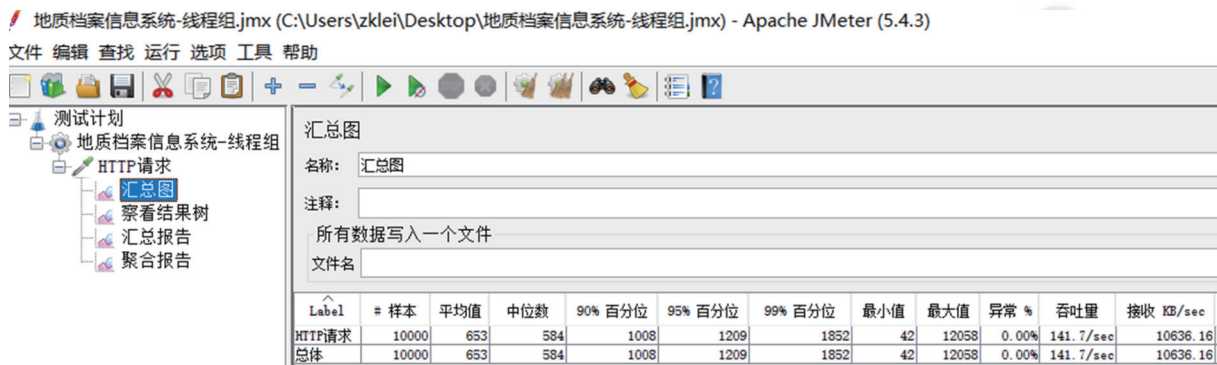 地质档案信息系统-线程组.jmx (C:\Users\zklei\Desktop\地质档案信息系统-线程组.jmx) - Apache JMeter (5.4.3)
文件 编辑 查找 运行 选项 工具 帮助
测试计划
地质档案信息系统-线程组
HTTP请求
汇总图
察看结果树
汇总报告
聚合报告
汇总图
名称: 汇总图
注释:
所有数据写入一个文件
文件名
Label # 样本 平均值 中位数 90% 百分位 95% 百分位 99% 百分位 最小值 最大值 异常 % 吞吐量 接收 KB/sec
HTTP请求 10000 653 584 1008 1209 1852 42 12058 0.00% 141.7/sec 10636.16
总体 10000 653 584 1008 1209 1852 42 12058 0.00% 141.7/sec 10636.16